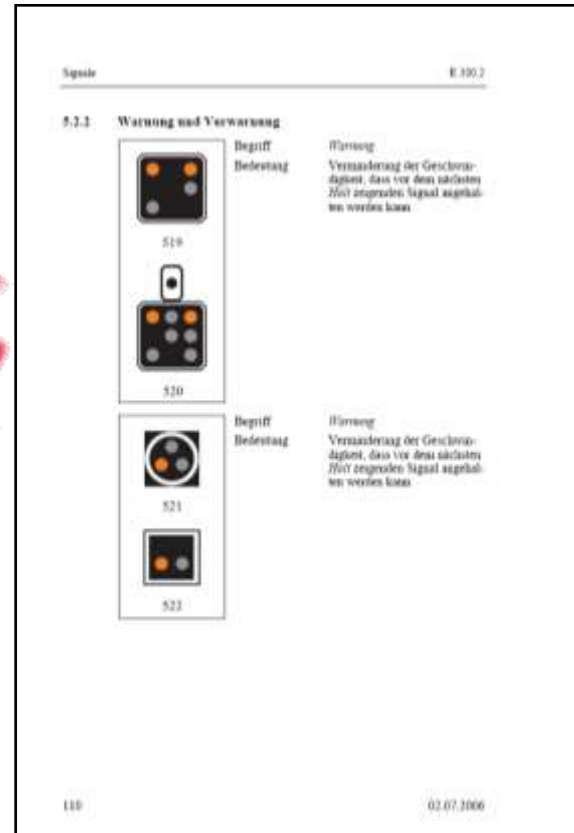 Signale R 300.2
5.2.2 Warnung und Vorwarnung
Begriff Warnung
Bedeutung Verminderung der Geschwin-
digkeit, dass vor dem nächsten
Halt zeigenden Signal angehal-
ten werden kann
519
520
Begriff Warnung
Bedeutung Verminderung der Geschwin-
digkeit, dass vor dem nächsten
Halt zeigenden Signal angehal-
ten werden kann
521
522
110 02.07.2006